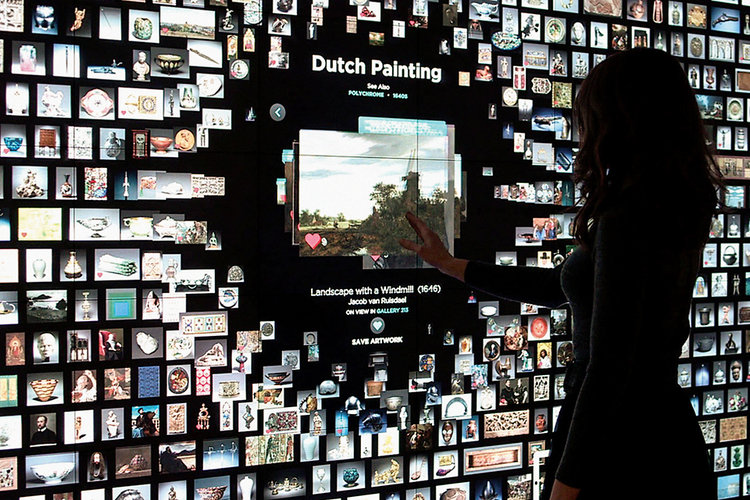 Dutch Painting
See Also
POLYCHROME • 1640S
Landscape with a Windmill (1646)
Jacob van Ruisdael
ON VIEW IN GALLERY 213
SAVE ARTWORK